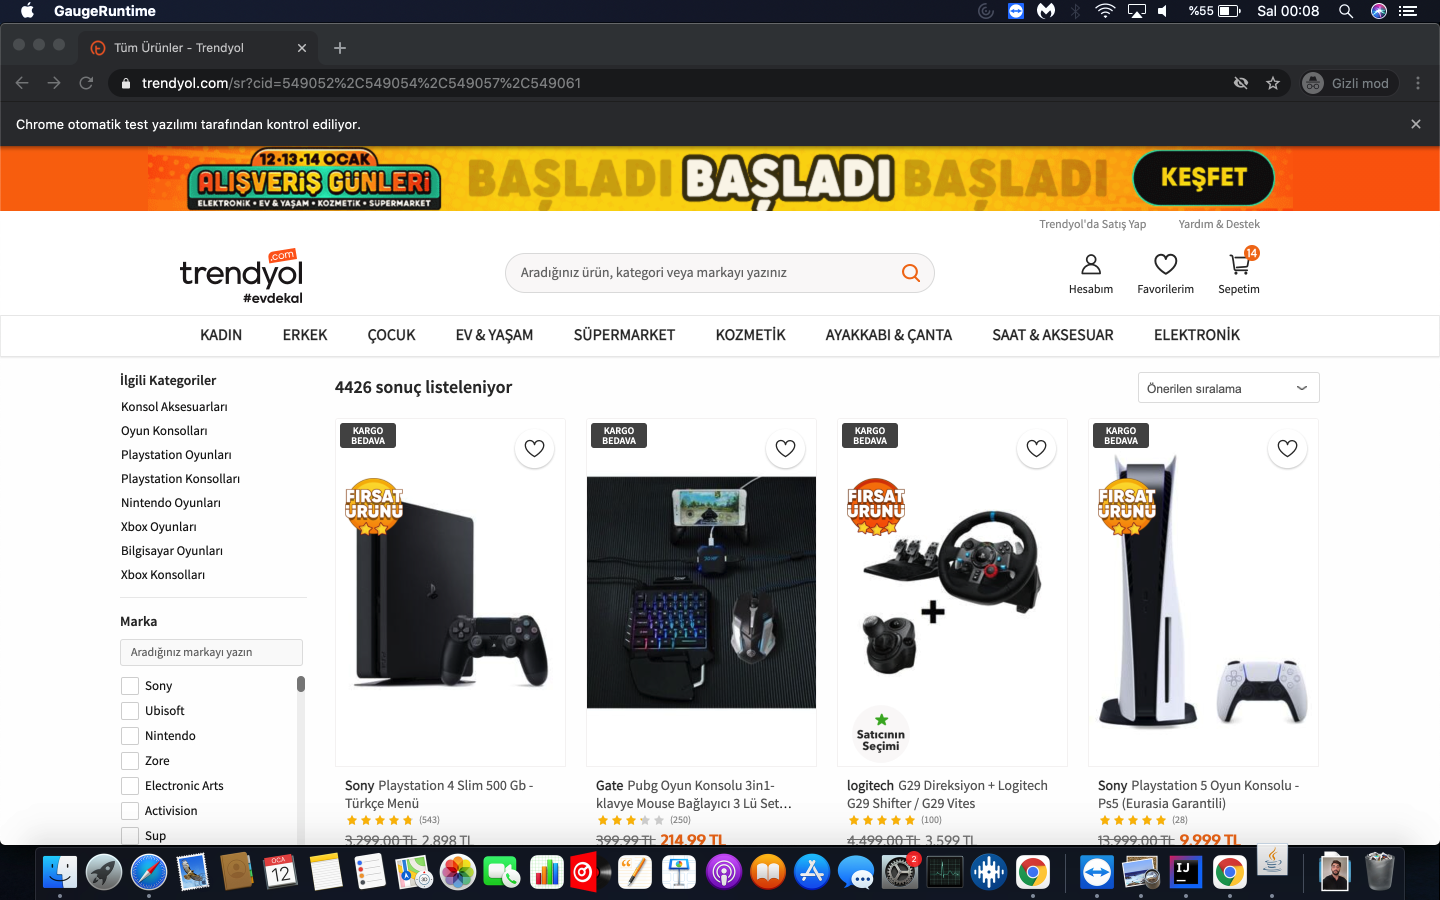 GaugeRuntime
%55
Sal 00:08
Tüm Ürünler - Trendyol
trendyol.com/sr?cid=549052%2C549054%2C549057%2C549061
Gizli mod
Chrome otomatik test yazılımı tarafından kontrol ediliyor.
12-13-14 OCAK
ALIŞVERİŞ GÜNLERİ
ELEKTRONİK • EV & YAŞAM • KOZMETİK • SÜPERMARKET
BAŞLADI BAŞLADI BAŞLADI
KEŞFET
Trendyol'da Satış Yap
Yardım & Destek
.com
trendyol
#evdekal
Aradığınız ürün, kategori veya markayı yazınız
14
Hesabım
Favorilerim
Sepetim
KADIN ERKEK ÇOCUK EV & YAŞAM SÜPERMARKET KOZMETİK AYAKKABI & ÇANTA SAAT & AKSESUAR ELEKTRONİK
İlgili Kategoriler
Konsol Aksesuarları
Oyun Konsolları
Playstation Oyunları
Playstation Konsolları
Nintendo Oyunları
Xbox Oyunları
Bilgisayar Oyunları
Xbox Konsolları
Marka
Aradığınız markayı yazın
Sony
Ubisoft
Nintendo
Zore
Electronic Arts
Activision
Sup
4426 sonuç listeleniyor
Önerilen sıralama
KARGO
BEDAVA
FIRSAT
ÜRÜNÜ
Sony Playstation 4 Slim 500 Gb -
Türkçe Menü
(543)
3.299,00 TL 2.898 TL
KARGO
BEDAVA
Gate Pubg Oyun Konsolu 3in1-
klavye Mouse Bağlayıcı 3 Lü Set...
(250)
399,99 TL 214,99 TL
KARGO
BEDAVA
FIRSAT
ÜRÜNÜ
Satıcının
Seçimi
logitech G29 Direksiyon + Logitech
G29 Shifter / G29 Vites
(100)
4.499,00 TL 3.599 TL
KARGO
BEDAVA
FIRSAT
ÜRÜNÜ
Sony Playstation 5 Oyun Konsolu -
Ps5 (Eurasia Garantili)
(28)
13.999,00 TL 9.999 TL
OCA
12
2
IJ